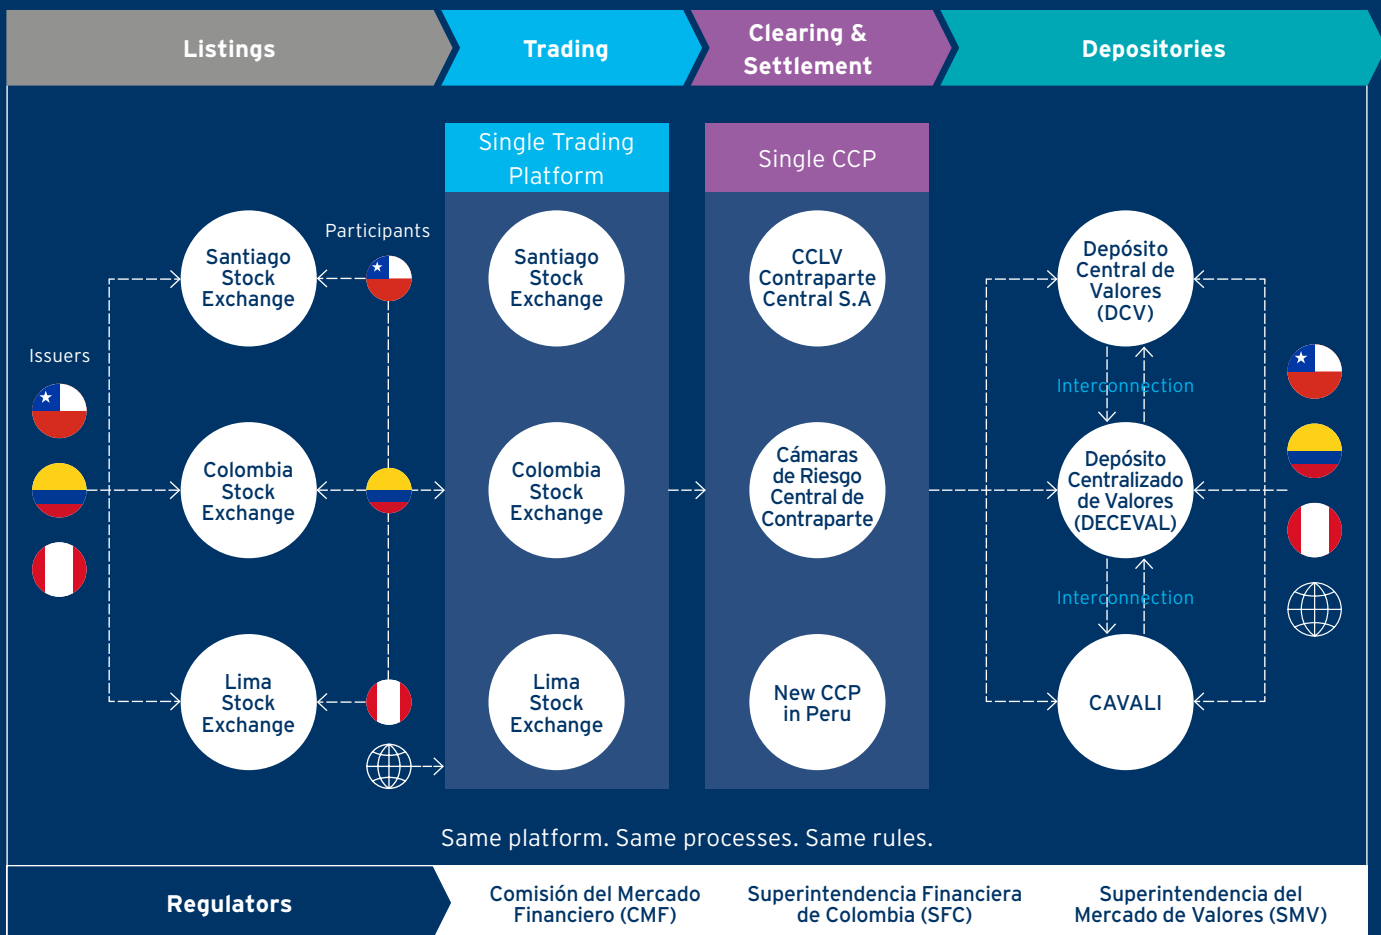 Listings
Trading
Clearing &
Settlement
Depositories
Single Trading
Platform
Single CCP
Participants
Issuers
Santiago
Stock
Exchange
Santiago
Stock
Exchange
CCLV
Contraparte
Central S.A
Depósito
Central de
Valores
(DCV)
Interconnection
Colombia
Stock
Exchange
Colombia
Stock
Exchange
Cámaras
de Riesgo
Central de
Contraparte
Depósito
Centralizado
de Valores
(DECEVAL)
Interconnection
Lima
Stock
Exchange
Lima
Stock
Exchange
New CCP
in Peru
CAVALI
Same platform. Same processes. Same rules.
Regulators
Comisión del Mercado
Financiero (CMF)
Superintendencia Financiera
de Colombia (SFC)
Superintendencia del
Mercado de Valores (SMV)